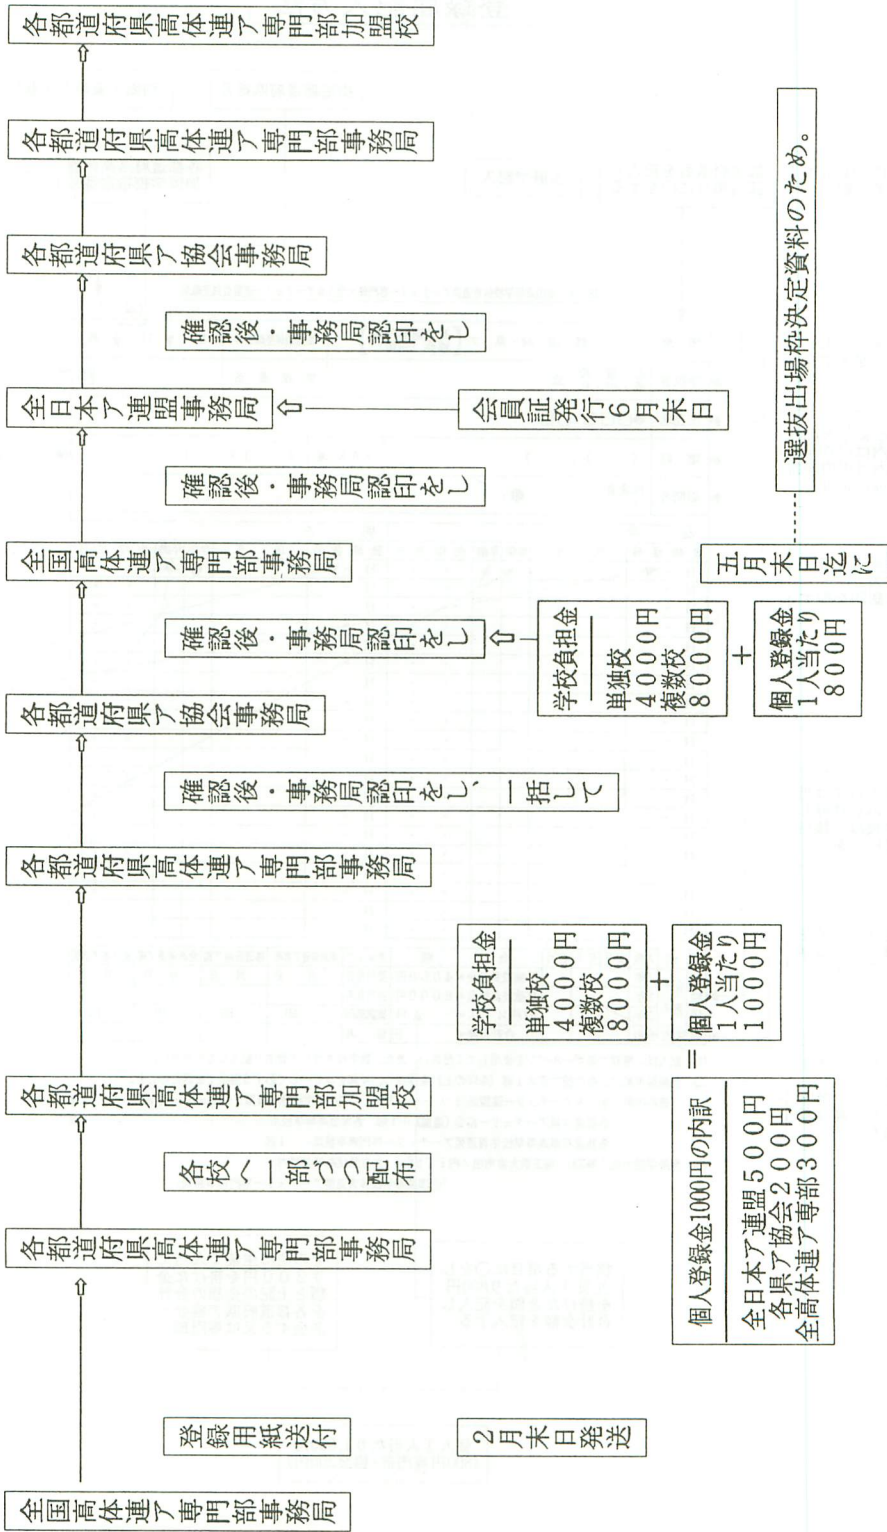 全国高体連ア専門部事務局
登録用紙送付
2月末日発送
各都道府県高体連ア専門部事務局
各校へ 部づつ配布
各都道府県高体連ア専門部加盟校
学校負担金
単独校
4000円
複数校
8000円
+
個人登録金
1人当たり
1000円
=
個人登録金1000円の内訳
全日本ア連盟500円
各県ア協会200円
全高体連ア専部300円
各都道府県高体連ア専門部事務局
確認後・事務局認印をし、一括して
各都道府県ア協会事務局
確認後・事務局認印をし
学校負担金
単独校
4000円
複数校
8000円
+
個人登録金
1人当たり
800円
全国高体連ア専門部事務局
五月末日迄に
選抜出場枠決定資料のため。
確認後・事務局認印をし
全日本ア連盟事務局
会員証発行6月末日
確認後・事務局認印をし
各都道府県ア協会事務局
各都道府県高体連ア専門部事務局
各都道府県高体連ア専門部加盟校